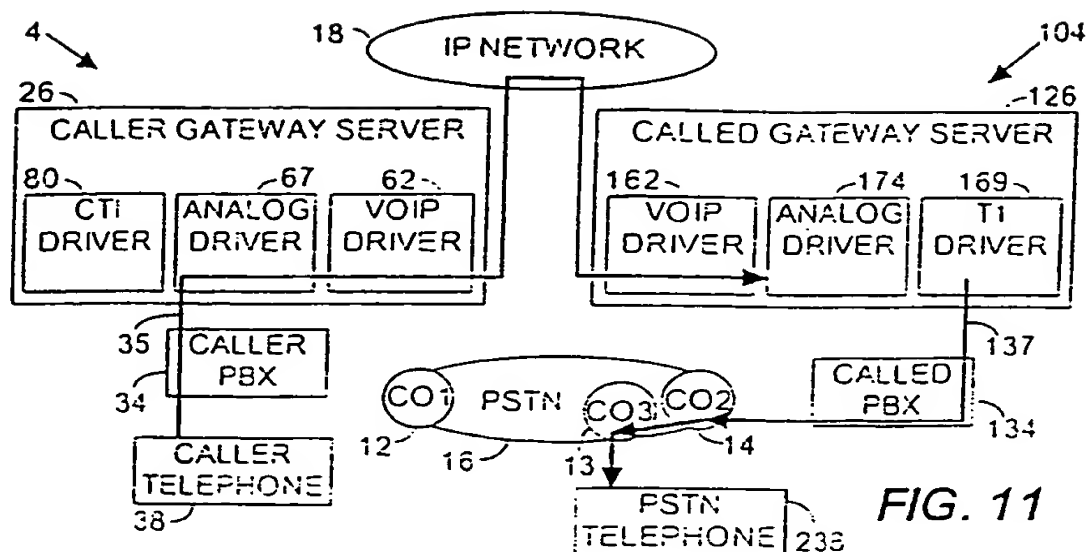 4
18
IP NETWORK
104
26
CALLER GATEWAY SERVER
126
CALLED GATEWAY SERVER
80
CTI DRIVER
67
ANALOG DRIVER
62
VOIP DRIVER
162
VOIP DRIVER
174
ANALOG DRIVER
169
T1 DRIVER
35
CALLER PBX
34
137
CALLED PBX
134
CO1
PSTN
CO3
CO2
12
16
13
14
CALLER TELEPHONE
38
PSTN TELEPHONE
238
FIG. 11